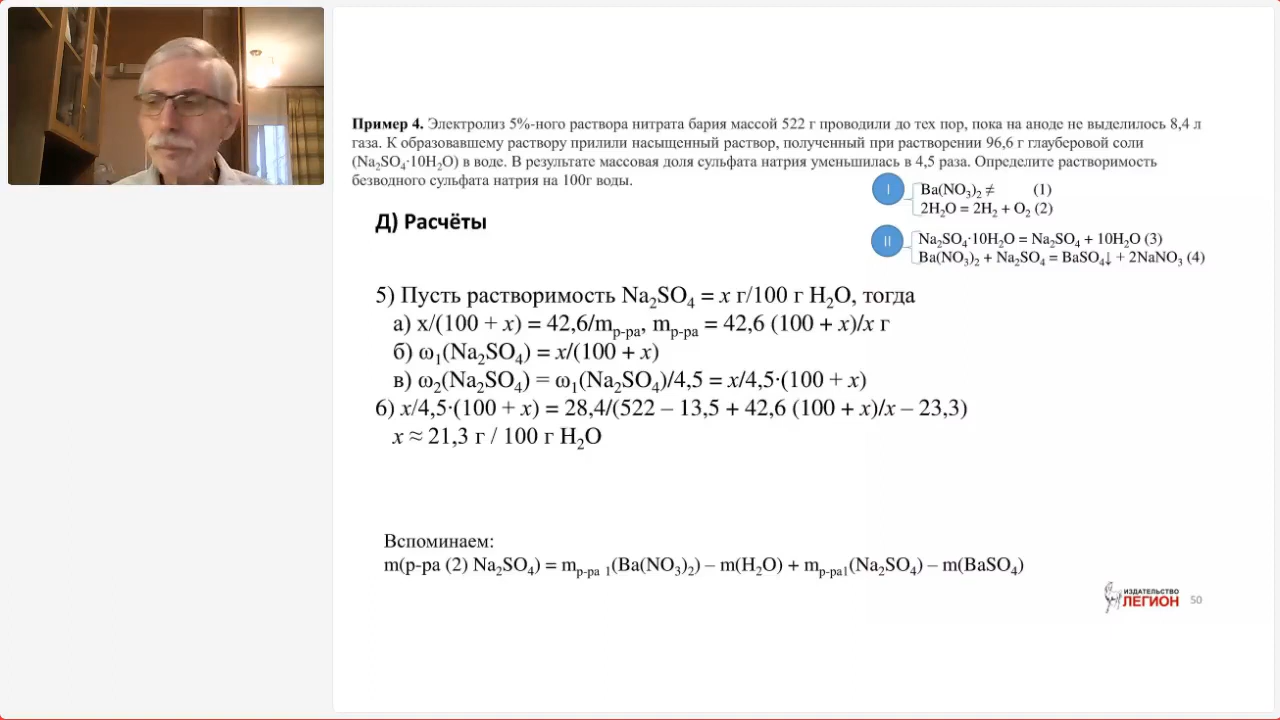 Пример 4. Электролиз 5%-ного раствора нитрата бария массой 522 г проводили до тех пор, пока на аноде не выделилось 8,4 л
газа. К образовавшему раствору прилили насыщенный раствор, полученный при растворении 96,6 г глауберовой соли
(Na₂SO₄·10H₂O) в воде. В результате массовая доля сульфата натрия уменьшилась в 4,5 раза. Определите растворимость
безводного сульфата натрия на 100г воды.
I
Ba(NO₃)₂ ≠ (1)
2H₂O = 2H₂ + O₂ (2)
Д) Расчёты
II
Na₂SO₄·10H₂O = Na₂SO₄ + 10H₂O (3)
Ba(NO₃)₂ + Na₂SO₄ = BaSO₄↓ + 2NaNO₃ (4)
5) Пусть растворимость Na₂SO₄ = x г/100 г H₂O, тогда
а) x/(100 + x) = 42,6/mр-ра, mр-ра = 42,6 (100 + x)/x г
б) ω₁(Na₂SO₄) = x/(100 + x)
в) ω₂(Na₂SO₄) = ω₁(Na₂SO₄)/4,5 = x/4,5·(100 + x)
6) x/4,5·(100 + x) = 28,4/(522 – 13,5 + 42,6 (100 + x)/x – 23,3)
x ≈ 21,3 г / 100 г H₂O
Вспоминаем:
m(р-ра (2) Na₂SO₄) = mр-ра 1(Ba(NO₃)₂) – m(H₂O) + mр-ра1(Na₂SO₄) – m(BaSO₄)
ИЗДАТЕЛЬСТВО
ЛЕГИОН
50